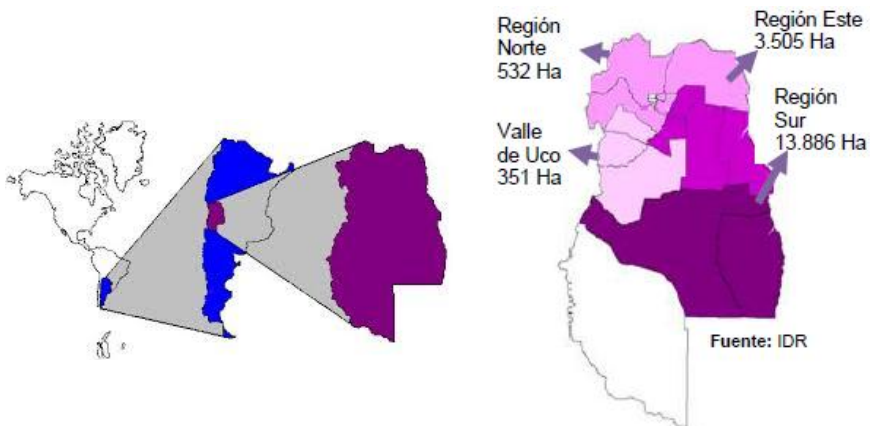 Región
Norte
532 Ha
Región Este
3.505 Ha
Región
Sur
13.886 Ha
Valle
de Uco
351 Ha
Fuente: IDR